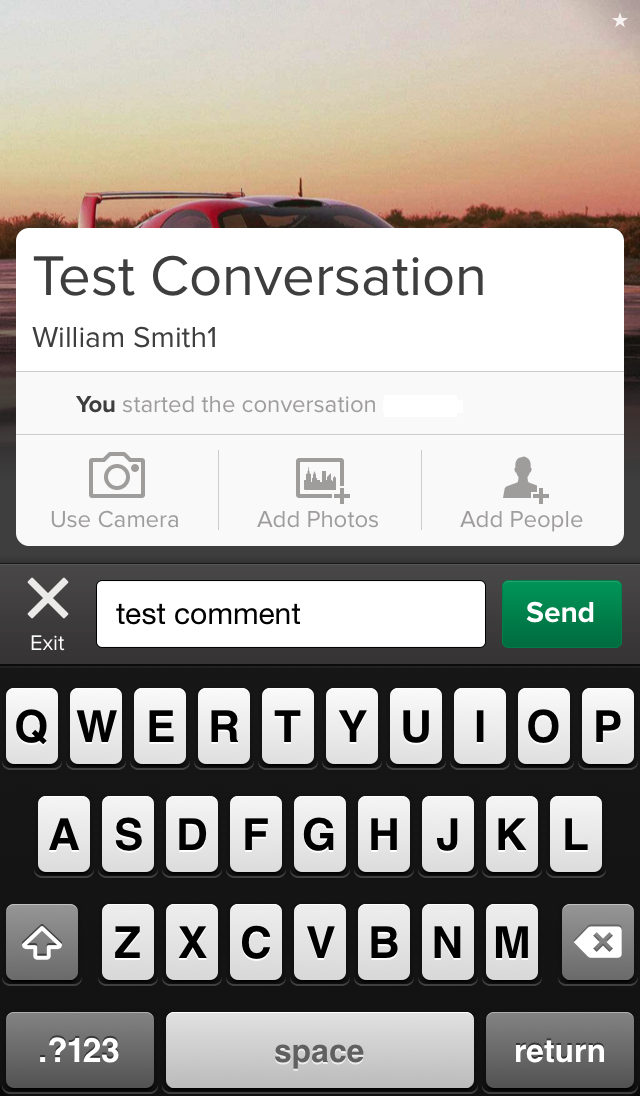 Test Conversation
William Smith1
You started the conversation
Use Camera Add Photos Add People
Exit test comment Send
Q W E R T Y U I O P
A S D F G H J K L
Z X C V B N M
.?123 space return